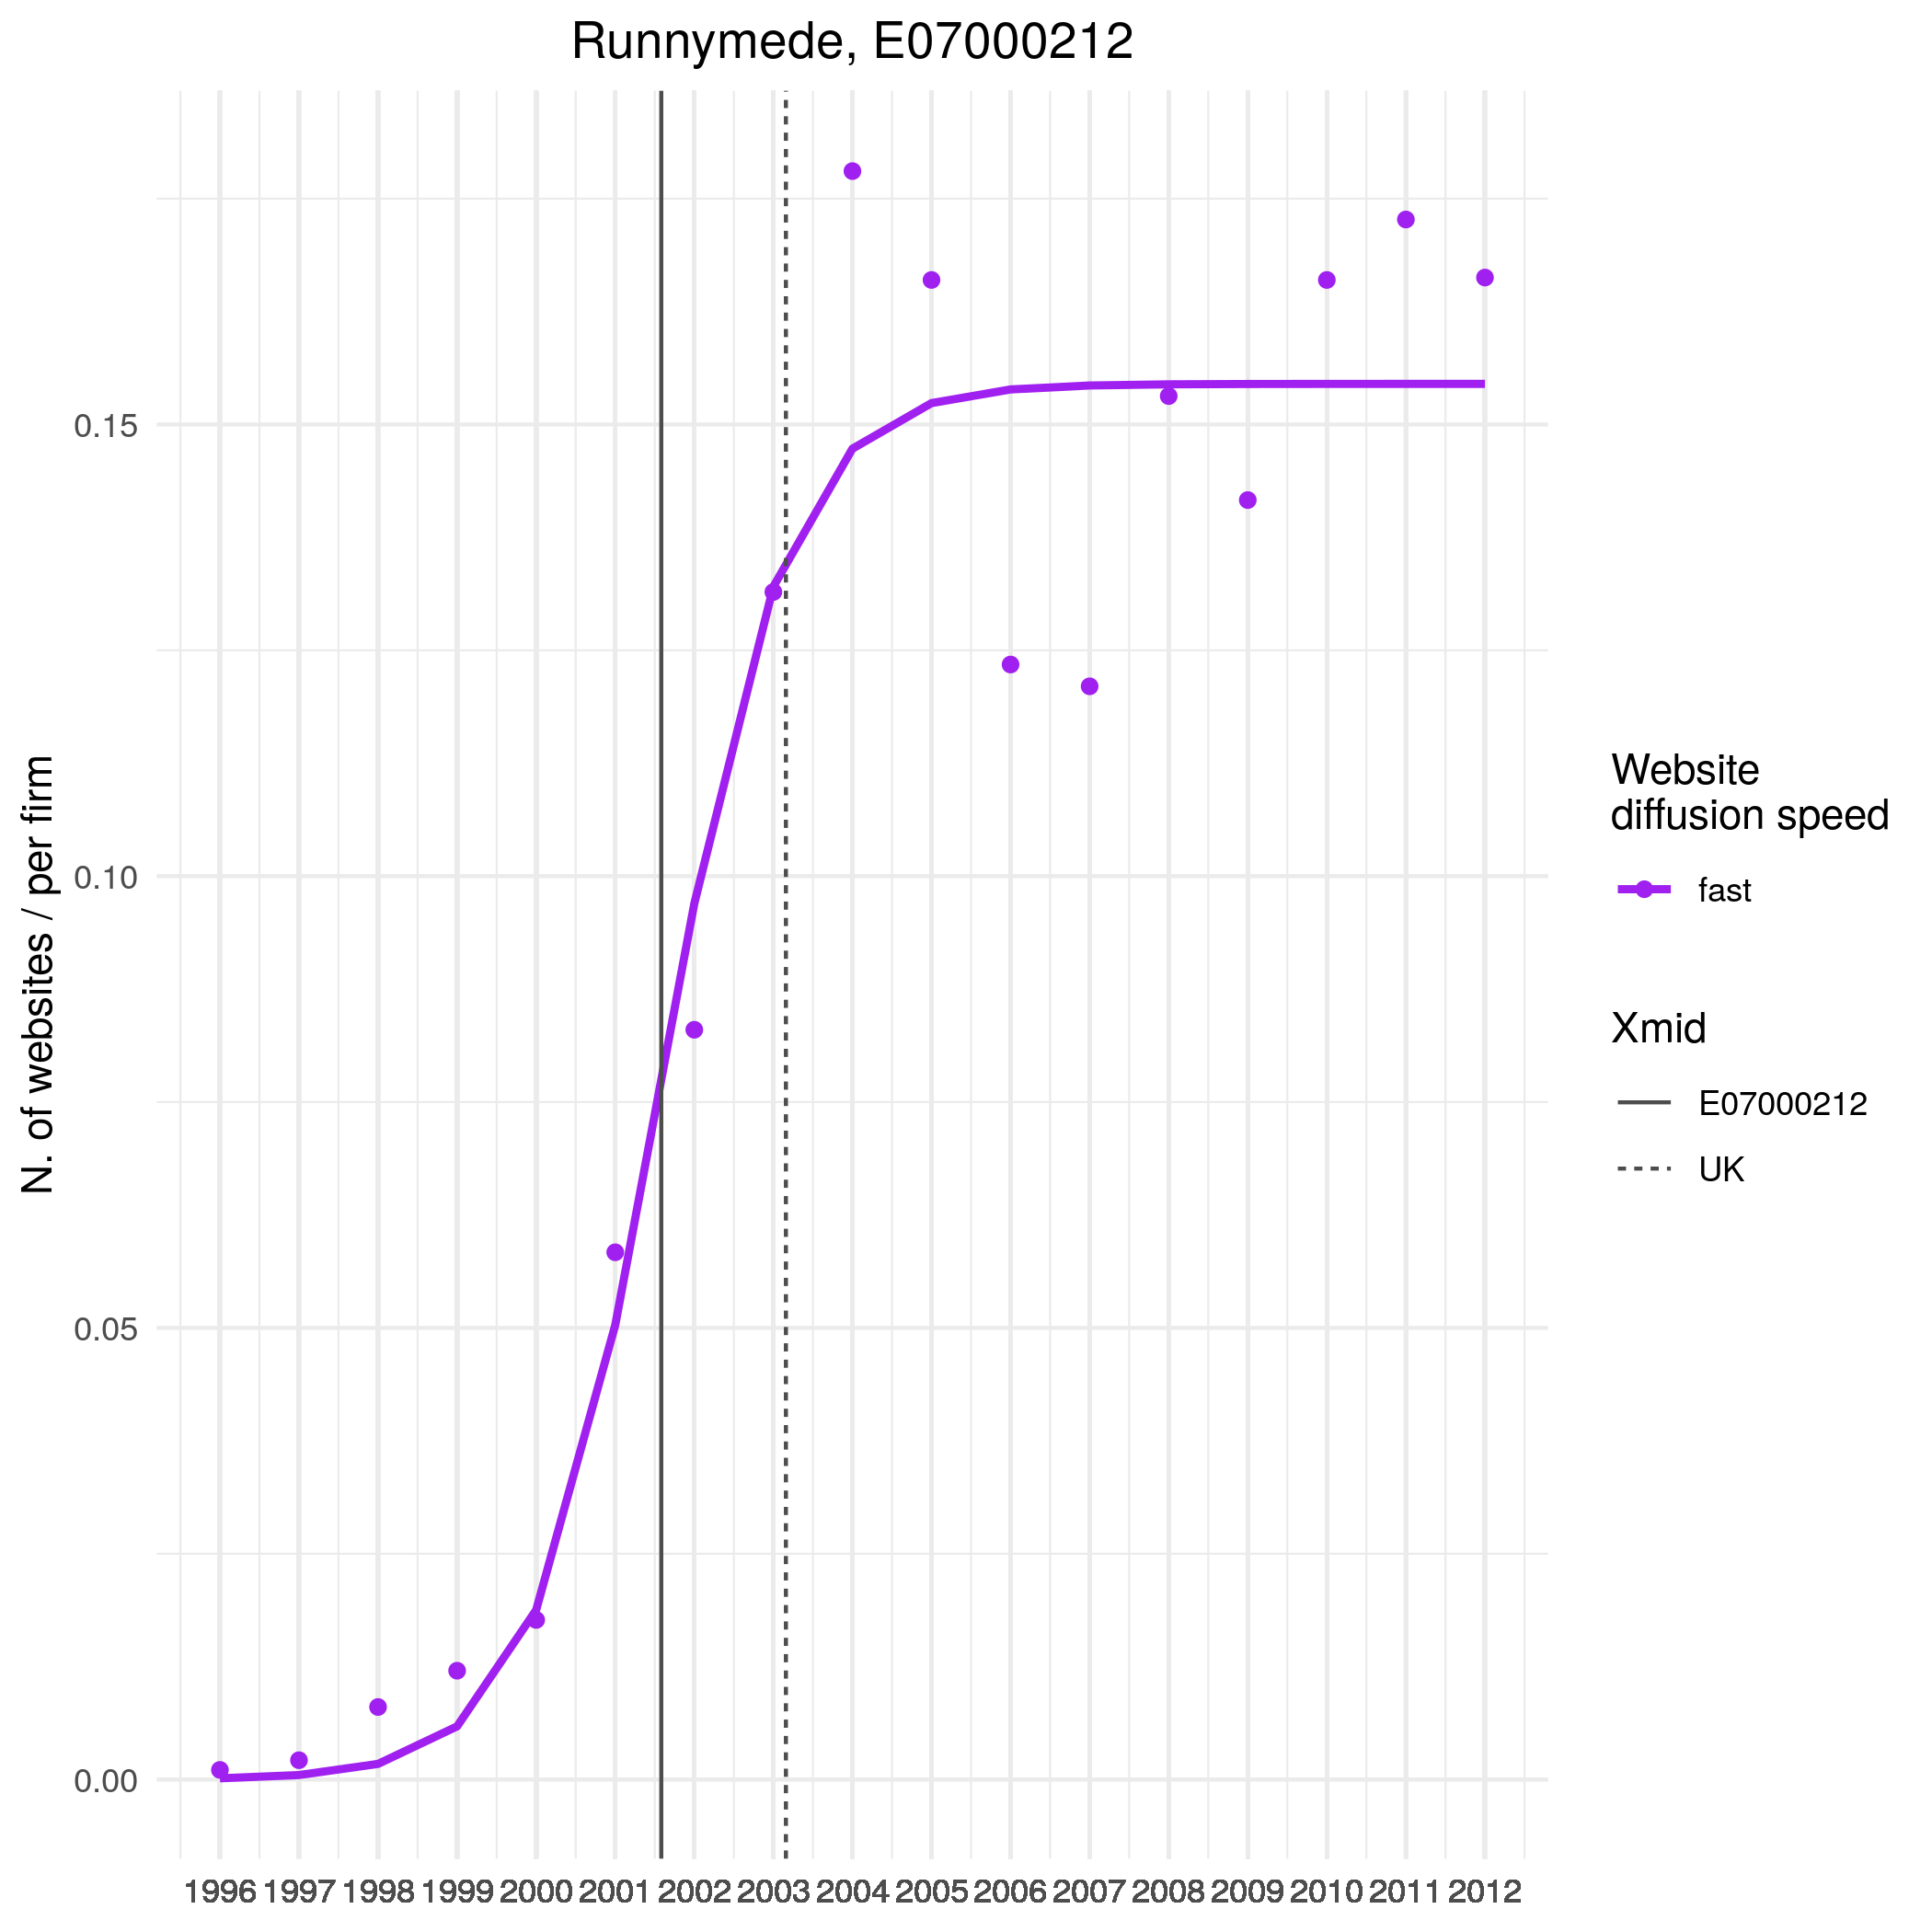 Runnymede, E07000212
N. of websites / per firm
0.15
0.10
0.05
0.00
1996 1997 1998 1999 2000 2001 2002 2003 2004 2005 2006 2007 2008 2009 2010 2011 2012
Website
diffusion speed
fast
Xmid
E07000212
UK